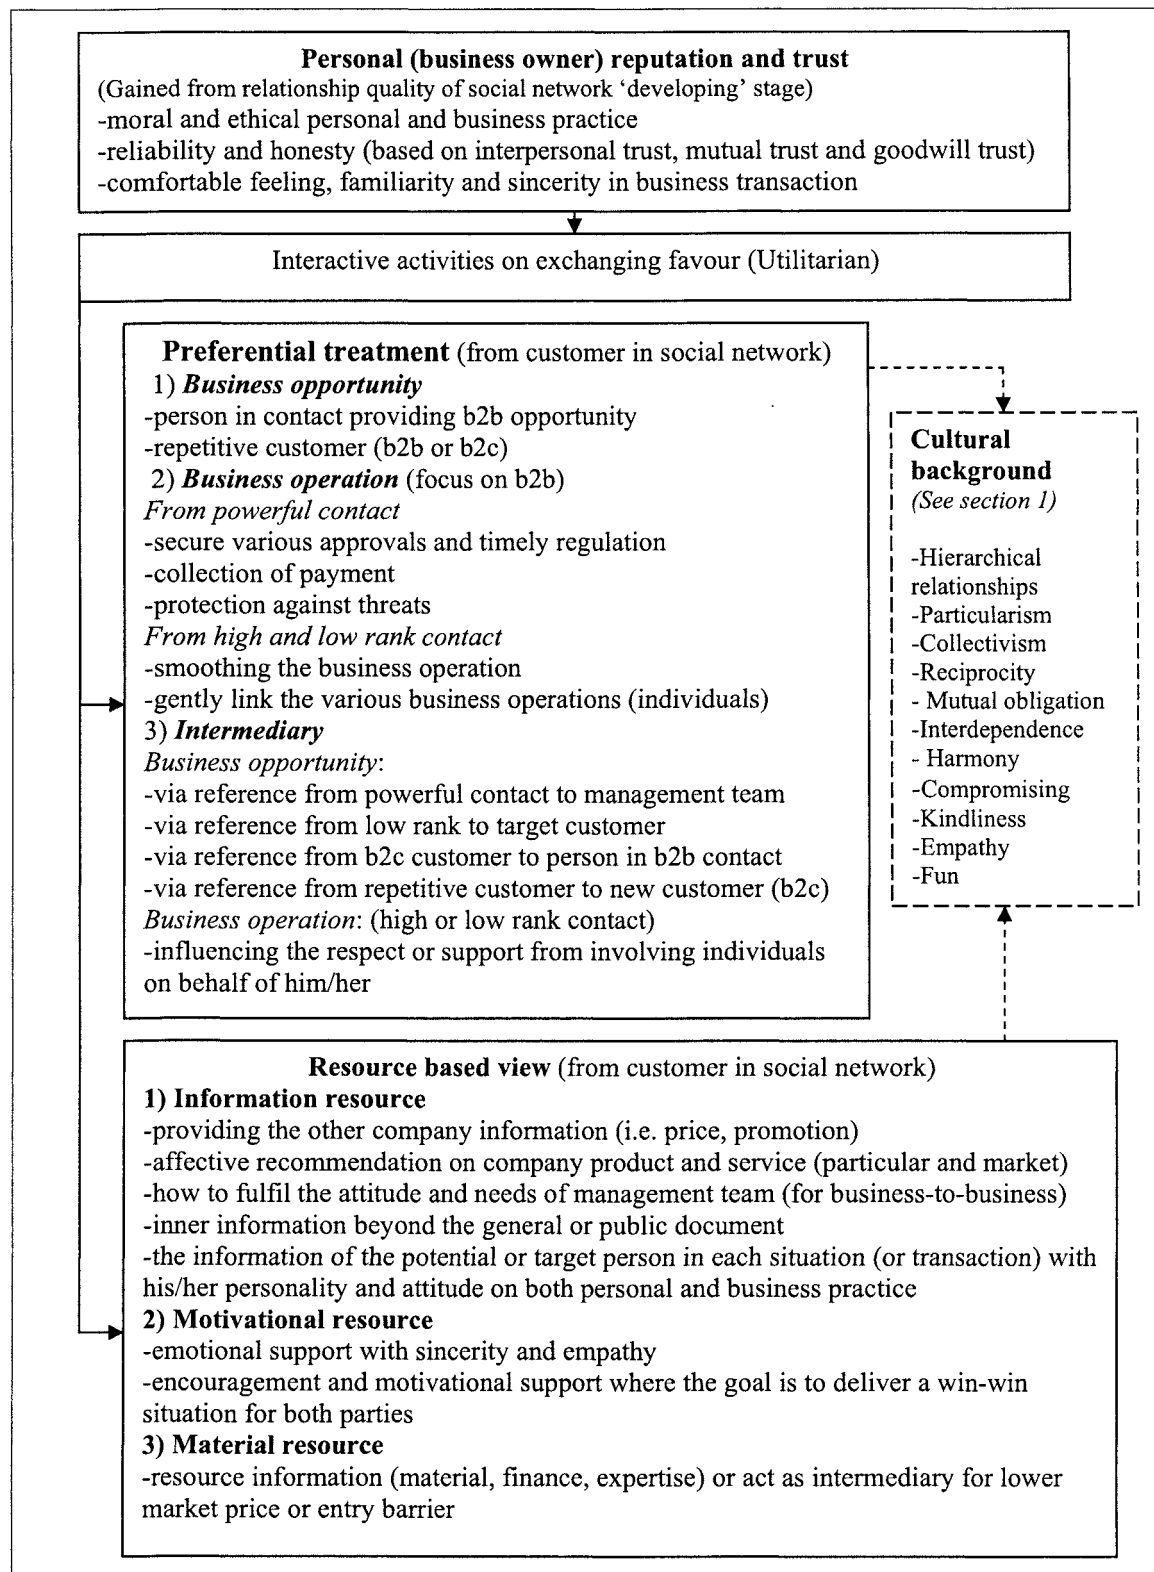 Personal (business owner) reputation and trust
(Gained from relationship quality of social network ‘developing’ stage)
-moral and ethical personal and business practice
-reliability and honesty (based on interpersonal trust, mutual trust and goodwill trust)
-comfortable feeling, familiarity and sincerity in business transaction
Interactive activities on exchanging favour (Utilitarian)
Preferential treatment (from customer in social network)
1) Business opportunity
-person in contact providing b2b opportunity
-repetitive customer (b2b or b2c)
2) Business operation (focus on b2b)
From powerful contact
-secure various approvals and timely regulation
-collection of payment
-protection against threats
From high and low rank contact
-smoothing the business operation
-gently link the various business operations (individuals)
3) Intermediary
Business opportunity:
-via reference from powerful contact to management team
-via reference from low rank to target customer
-via reference from b2c customer to person in b2b contact
-via reference from repetitive customer to new customer (b2c)
Business operation: (high or low rank contact)
-influencing the respect or support from involving individuals
on behalf of him/her
Cultural
background
(See section 1)
-Hierarchical
relationships
-Particularism
-Collectivism
-Reciprocity
- Mutual obligation
-Interdependence
- Harmony
-Compromising
-Kindliness
-Empathy
-Fun
Resource based view (from customer in social network)
1) Information resource
-providing the other company information (i.e. price, promotion)
-affective recommendation on company product and service (particular and market)
-how to fulfil the attitude and needs of management team (for business-to-business)
-inner information beyond the general or public document
-the information of the potential or target person in each situation (or transaction) with
his/her personality and attitude on both personal and business practice
2) Motivational resource
-emotional support with sincerity and empathy
-encouragement and motivational support where the goal is to deliver a win-win
situation for both parties
3) Material resource
-resource information (material, finance, expertise) or act as intermediary for lower
market price or entry barrier